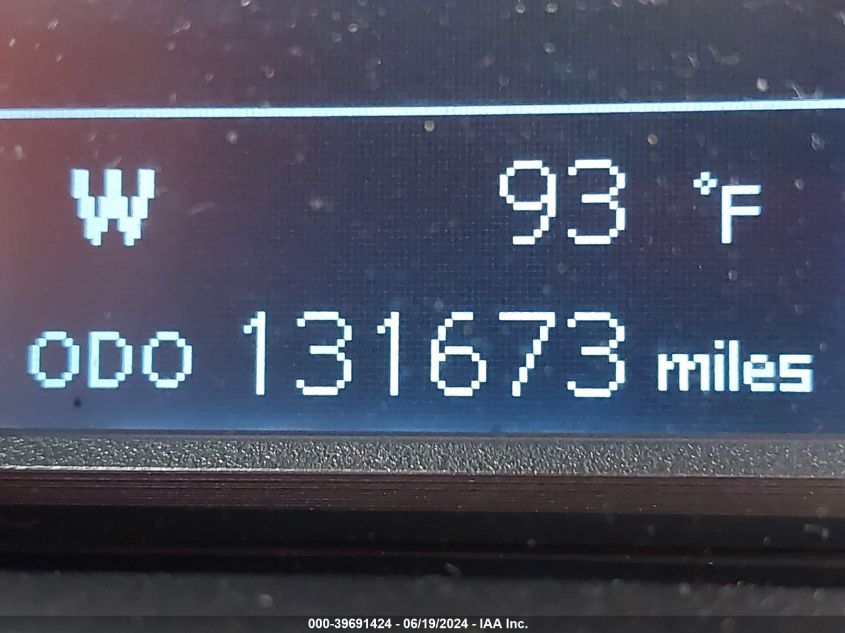 W 93 °F
ODO 131673 miles
000-39691424 - 06/19/2024 - IAA Inc.